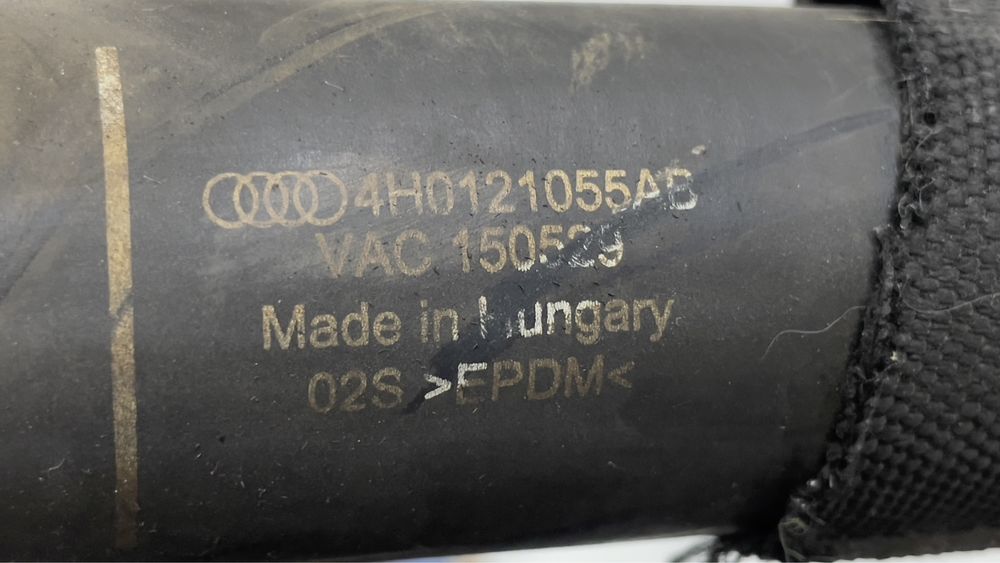 4H0121055AB
VAC 150529
Made in Hungary
02S >EPDM<